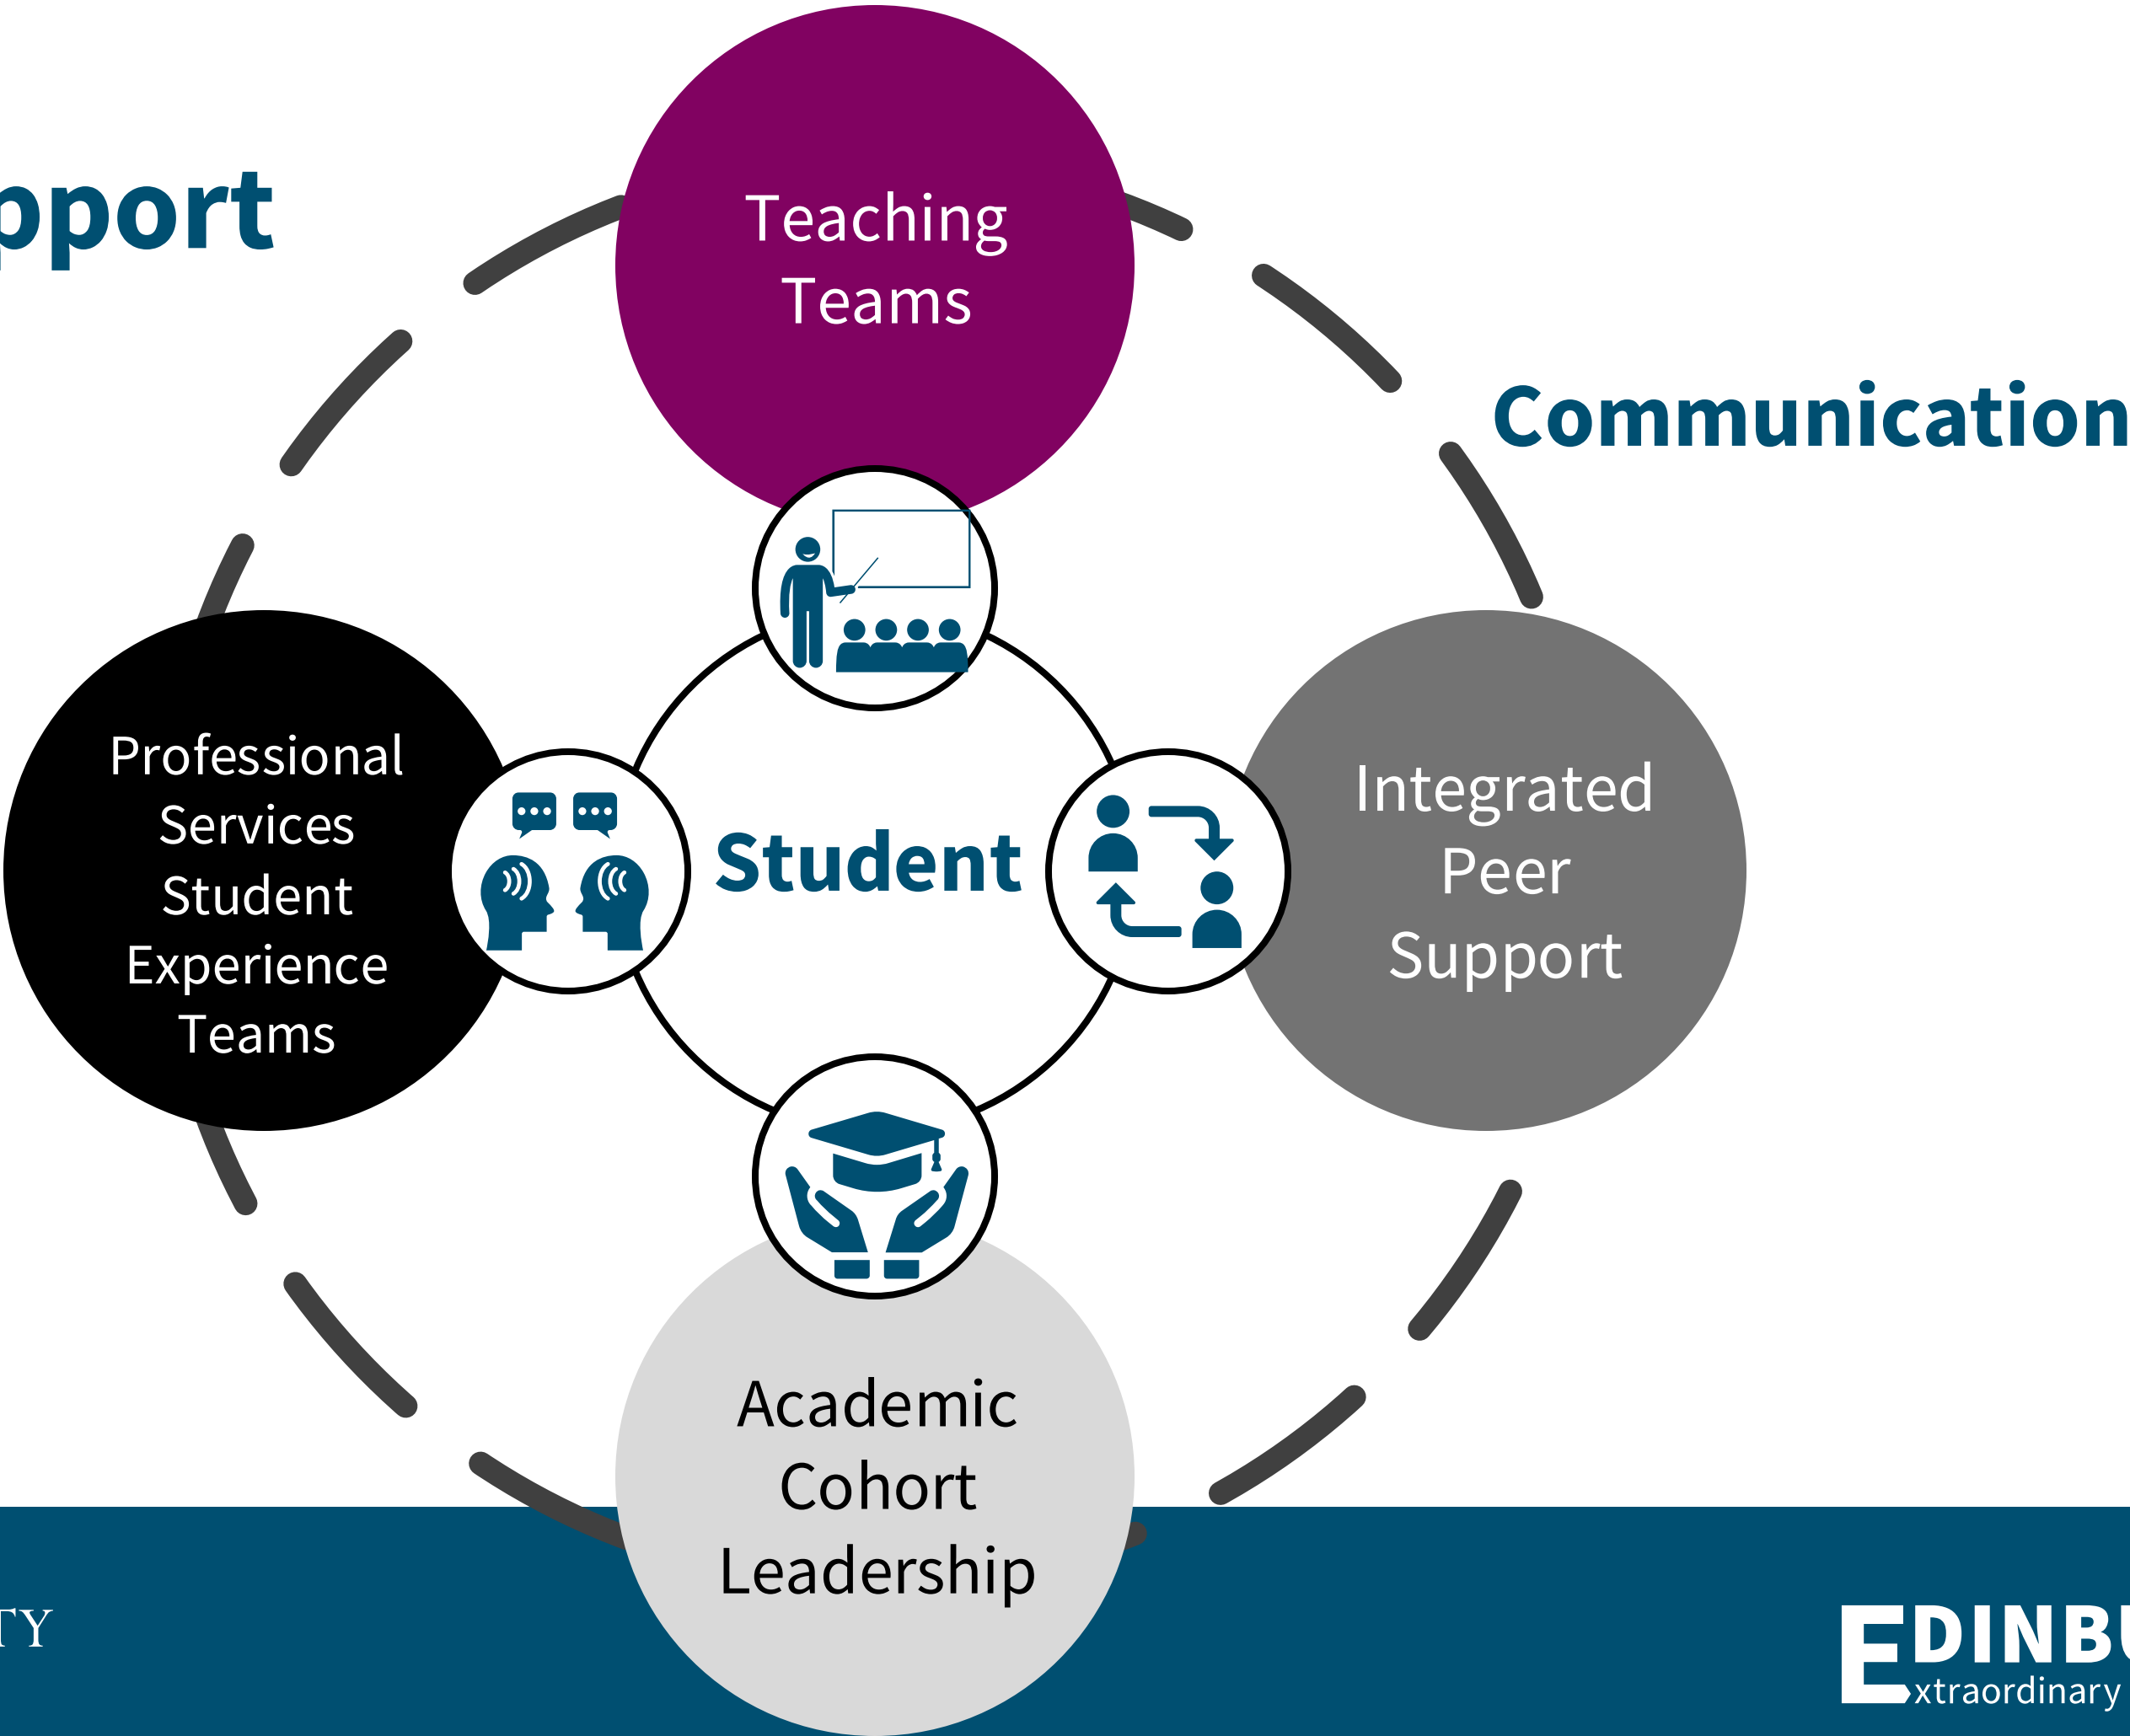 pport
Teaching
Teams
Communication
Professional
Services
Student
Experience
Teams
Student
Integrated
Peer
Support
Academic
Cohort
Leadership
TY
EDINBU
xtraordinary